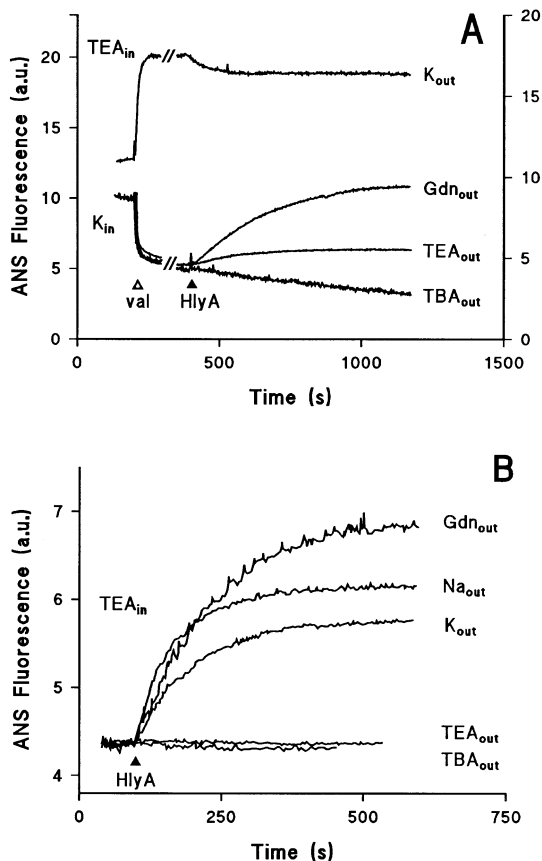 A
20
15
10
5
0
20
15
10
5
0
ANS Fluorescence (a.u.)
TEAin
Kout
Gdnout
Kin
TEAout
TBAout
//
//
val
HlyA
0
500
1000
1500
Time (s)
B
7
6
5
4
ANS Fluorescence (a.u.)
TEAin
Gdnout
Naout
Kout
TEAout
TBAout
HlyA
0
250
500
750
Time (s)